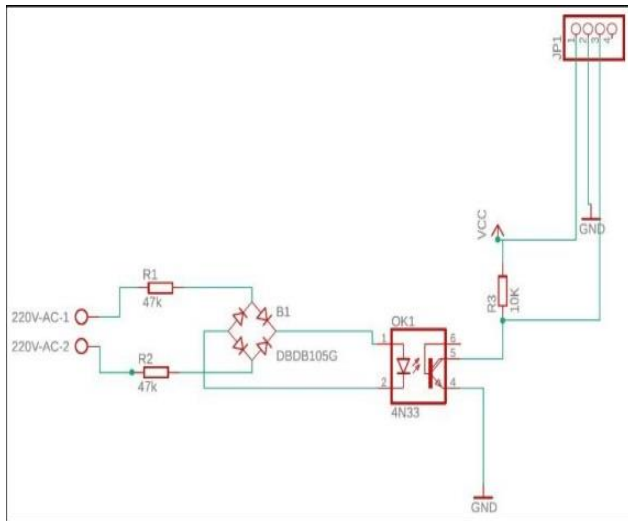 JP1
1
2
3
4
GND
VCC
R3
10K
R1
47k
220V-AC-1
220V-AC-2
R2
47k
B1
DBDB105G
OK1
1
2
6
5
4
4N33
GND